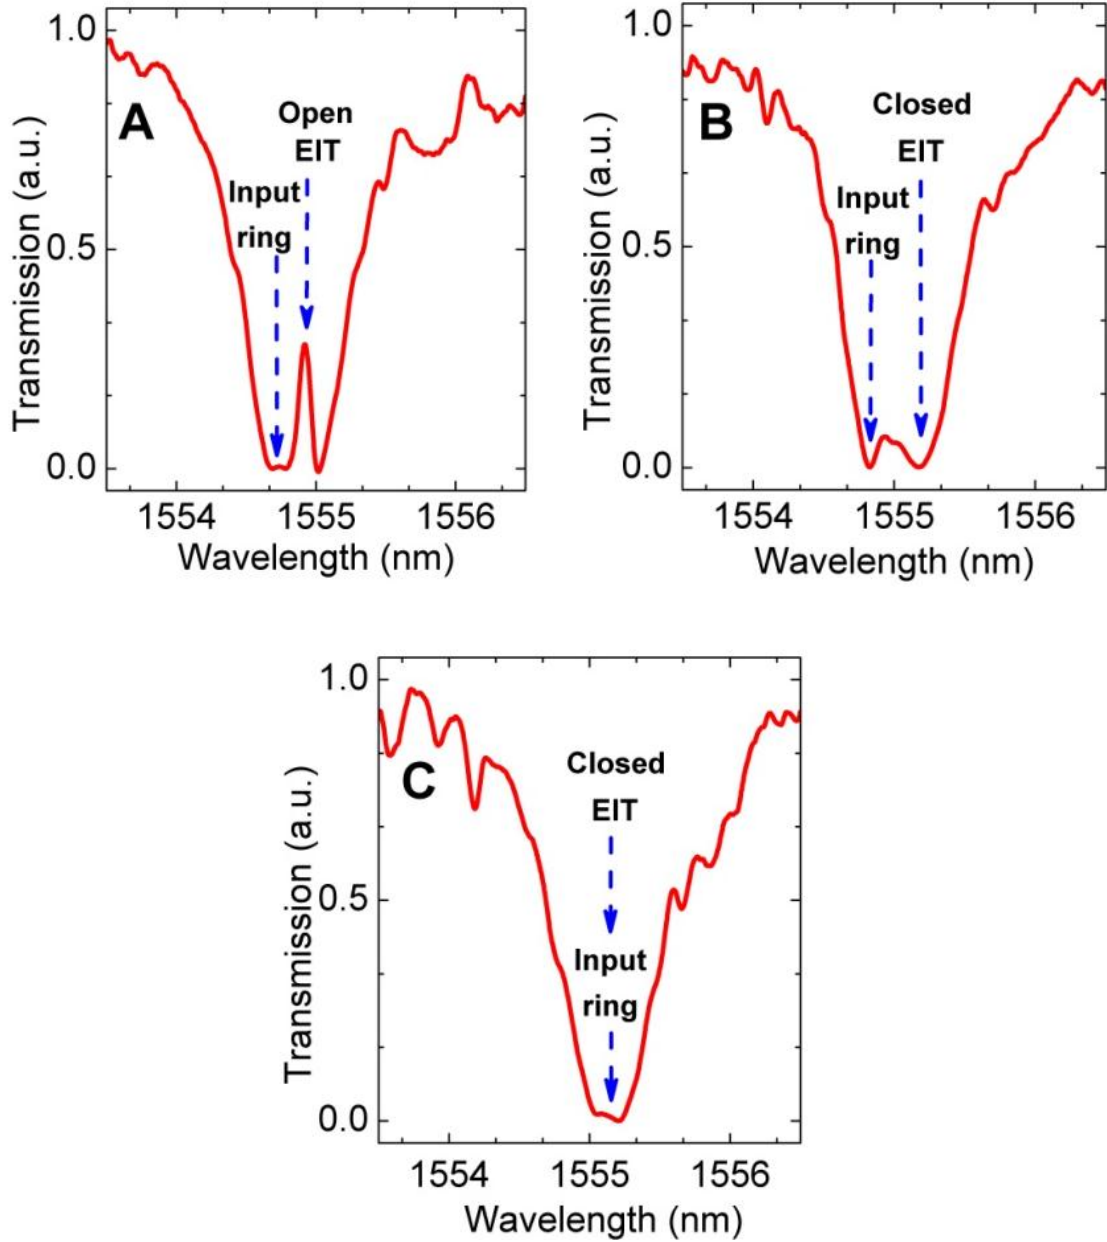 A
Open
EIT
Input
ring
Transmission (a.u.)
1.0
0.5
0.0
1554
1555
1556
Wavelength (nm)
B
Closed
EIT
Input
ring
Transmission (a.u.)
1.0
0.5
0.0
1554
1555
1556
Wavelength (nm)
C
Closed
EIT
Input
ring
Transmission (a.u.)
1.0
0.5
0.0
1554
1555
1556
Wavelength (nm)